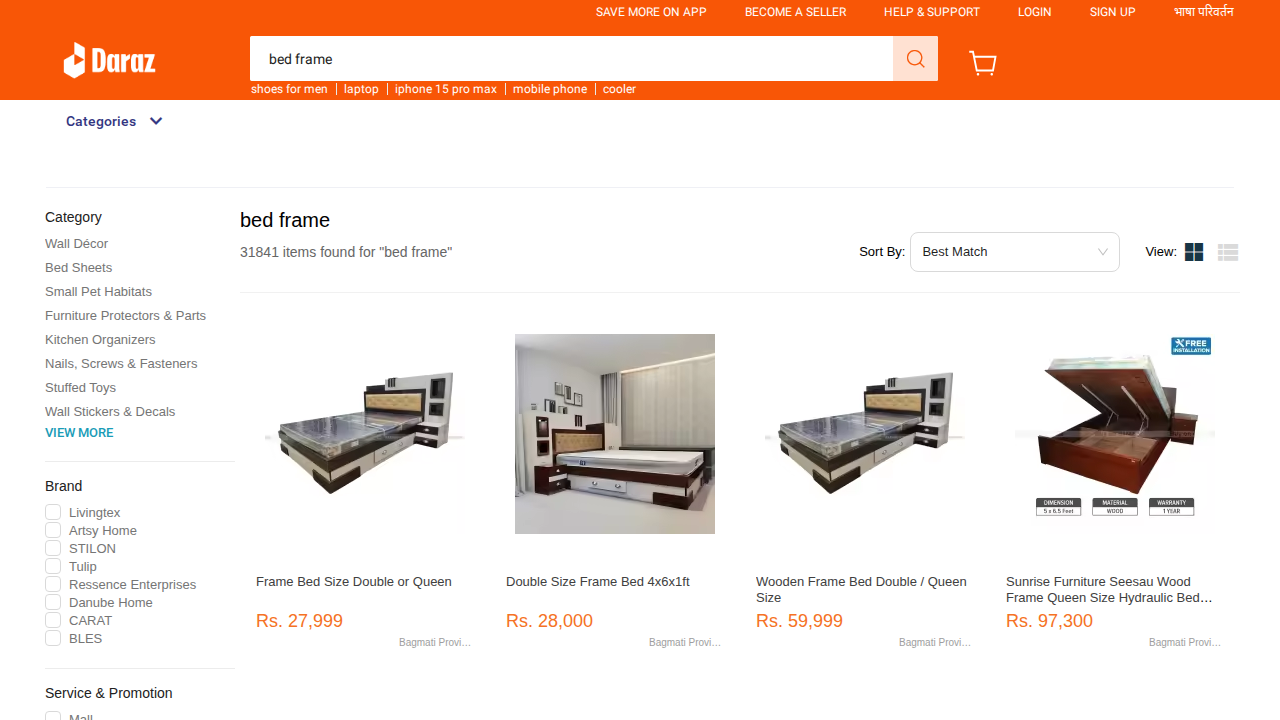 SAVE MORE ON APP
BECOME A SELLER
HELP & SUPPORT
LOGIN
SIGN UP
भाषा परिवर्तन
Daraz
bed frame
shoes for men
laptop
iphone 15 pro max
mobile phone
cooler
Categories
Category
Wall Décor
Bed Sheets
Small Pet Habitats
Furniture Protectors & Parts
Kitchen Organizers
Nails, Screws & Fasteners
Stuffed Toys
Wall Stickers & Decals
VIEW MORE
Brand
Livingtex
Artsy Home
STILON
Tulip
Ressence Enterprises
Danube Home
CARAT
BLES
Service & Promotion
Mall
bed frame
31841 items found for "bed frame"
Sort By:
Best Match
View:
Frame Bed Size Double or Queen
Rs. 27,999
Bagmati Provi...
Double Size Frame Bed 4x6x1ft
Rs. 28,000
Bagmati Provi...
Wooden Frame Bed Double / Queen
Size
Rs. 59,999
Bagmati Provi...
FREE
INSTALLATION
DIMENSION
5 x 6.5 Feet
MATERIAL
WOOD
WARRANTY
1 YEAR
Sunrise Furniture Seesau Wood
Frame Queen Size Hydraulic Bed...
Rs. 97,300
Bagmati Provi...